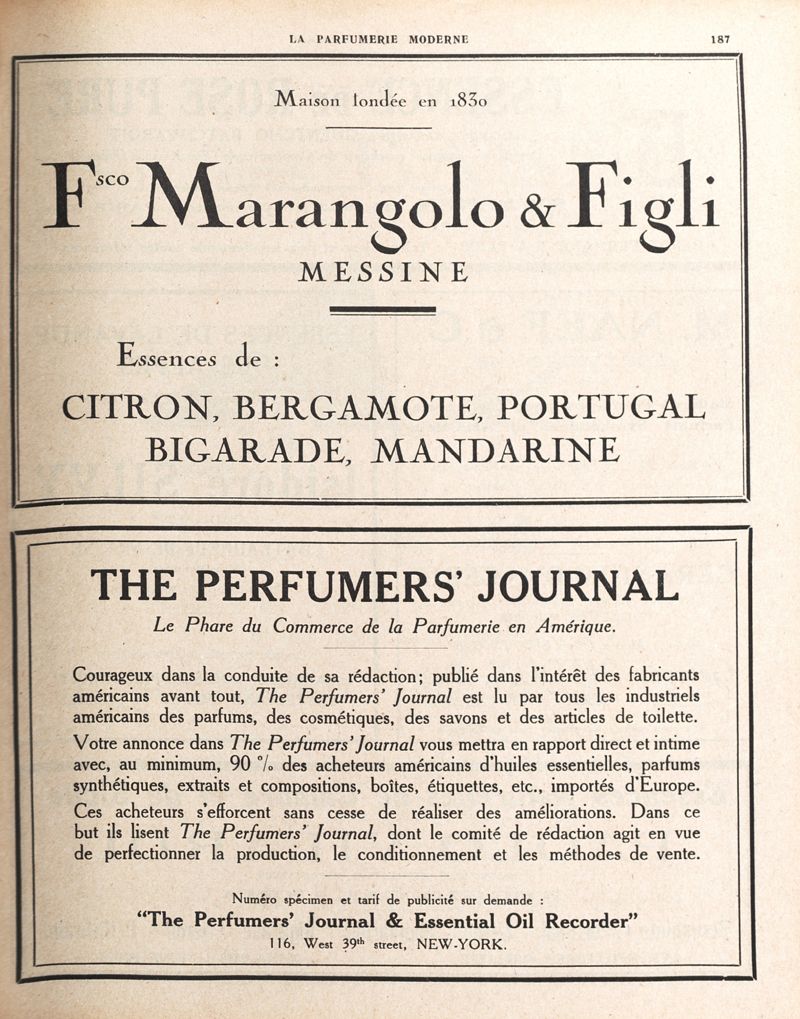 LA PARFUMERIE MODERNE
187
Maison fondée en 1830
Fsco Marangolo & Figli
MESSINE
Essences de :
CITRON, BERGAMOTE, PORTUGAL
BIGARADE, MANDARINE
THE PERFUMERS' JOURNAL
Le Phare du Commerce de la Parfumerie en Amérique.
Courageux dans la conduite de sa rédaction; publié dans l'intérêt des fabricants
américains avant tout, The Perfumers' Journal est lu par tous les industriels
américains des parfums, des cosmétiques, des savons et des articles de toilette.
Votre annonce dans The Perfumers' Journal vous mettra en rapport direct et intime
avec, au minimum, 90 % des acheteurs américains d'huiles essentielles, parfums
synthétiques, extraits et compositions, boîtes, étiquettes, etc., importés d'Europe.
Ces acheteurs s'efforcent sans cesse de réaliser des améliorations. Dans ce
but ils lisent The Perfumers' Journal, dont le comité de rédaction agit en vue
de perfectionner la production, le conditionnement et les méthodes de vente.
Numéro spécimen et tarif de publicité sur demande :
"The Perfumers' Journal & Essential Oil Recorder"
116, West 39th street, NEW-YORK.